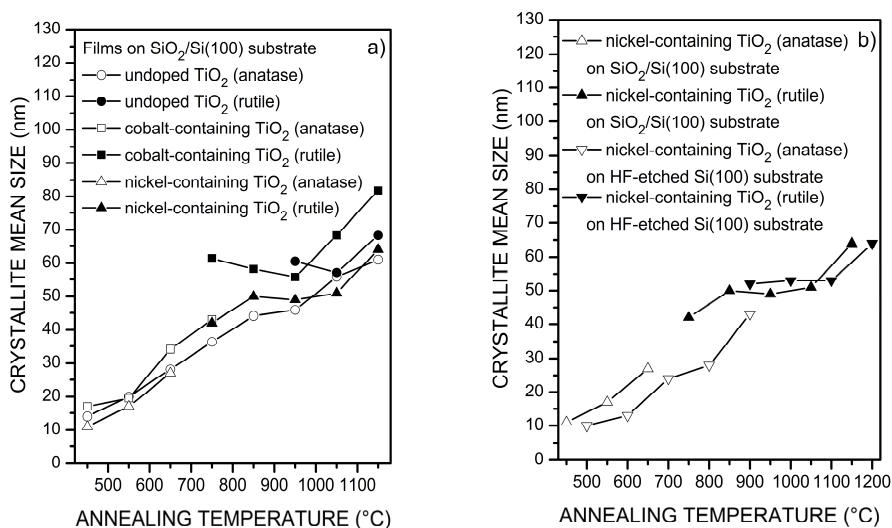 a)
Films on SiO2/Si(100) substrate
undoped TiO2 (anatase)
undoped TiO2 (rutile)
cobalt-containing TiO2 (anatase)
cobalt-containing TiO2 (rutile)
nickel-containing TiO2 (anatase)
nickel-containing TiO2 (rutile)
CRYSTALLITE MEAN SIZE (nm)
130
120
110
100
90
80
70
60
50
40
30
20
10
0
500 600 700 800 900 1000 1100
ANNEALING TEMPERATURE (°C)
b)
nickel-containing TiO2 (anatase)
on SiO2/Si(100) substrate
nickel-containing TiO2 (rutile)
on SiO2/Si(100) substrate
nickel-containing TiO2 (anatase)
on HF-etched Si(100) substrate
nickel-containing TiO2 (rutile)
on HF-etched Si(100) substrate
CRYSTALLITE MEAN SIZE (nm)
130
120
110
100
90
80
70
60
50
40
30
20
10
0
500 600 700 800 900 1000 1100 1200
ANNEALING TEMPERATURE (°C)